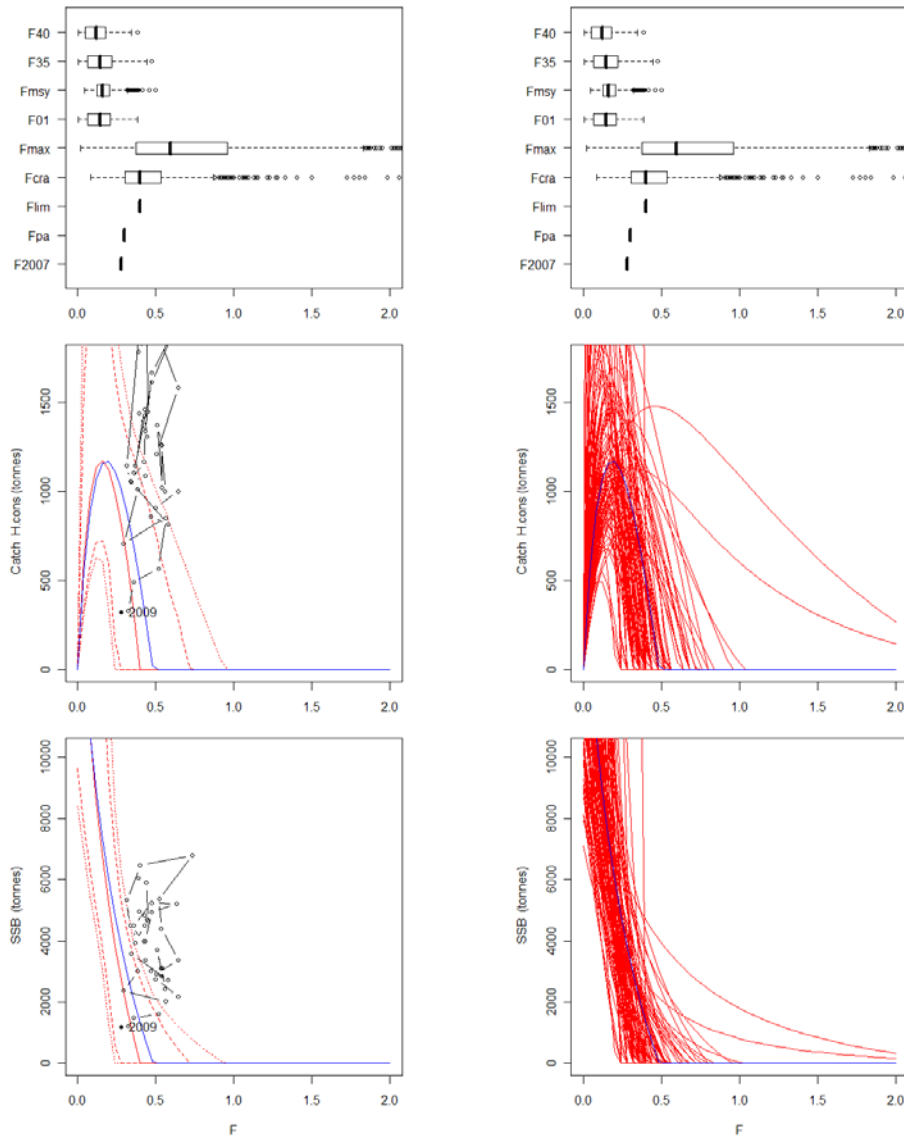 F40
F35
Fmsy
F01
Fmax
Fcra
Flim
Fpa
F2007
0.0 0.5 1.0 1.5 2.0
F40
F35
Fmsy
F01
Fmax
Fcra
Flim
Fpa
F2007
0.0 0.5 1.0 1.5 2.0
Catch H.cons (tonnes)
0 500 1000 1500
2009
0.0 0.5 1.0 1.5 2.0
Catch H.cons (tonnes)
0 500 1000 1500
0.0 0.5 1.0 1.5 2.0
SSB (tonnes)
0 2000 4000 6000 8000 10000
2009
0.0 0.5 1.0 1.5 2.0
F
SSB (tonnes)
0 2000 4000 6000 8000 10000
0.0 0.5 1.0 1.5 2.0
F